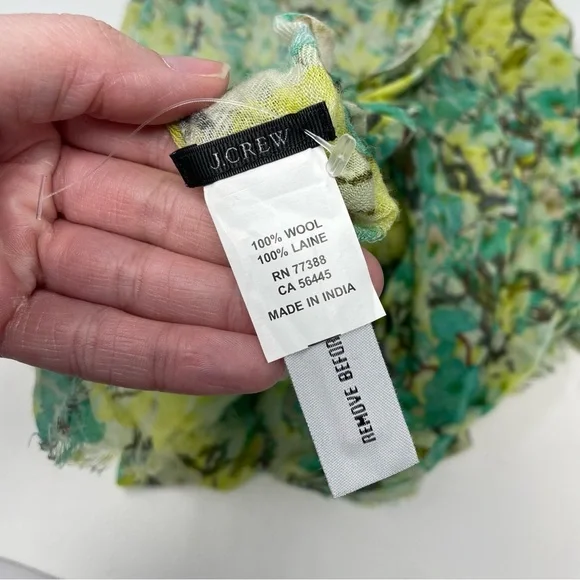 J.CREW
100% WOOL
100% LAINE
RN 77388
CA 56445
MADE IN INDIA
REMOVE BEFOR